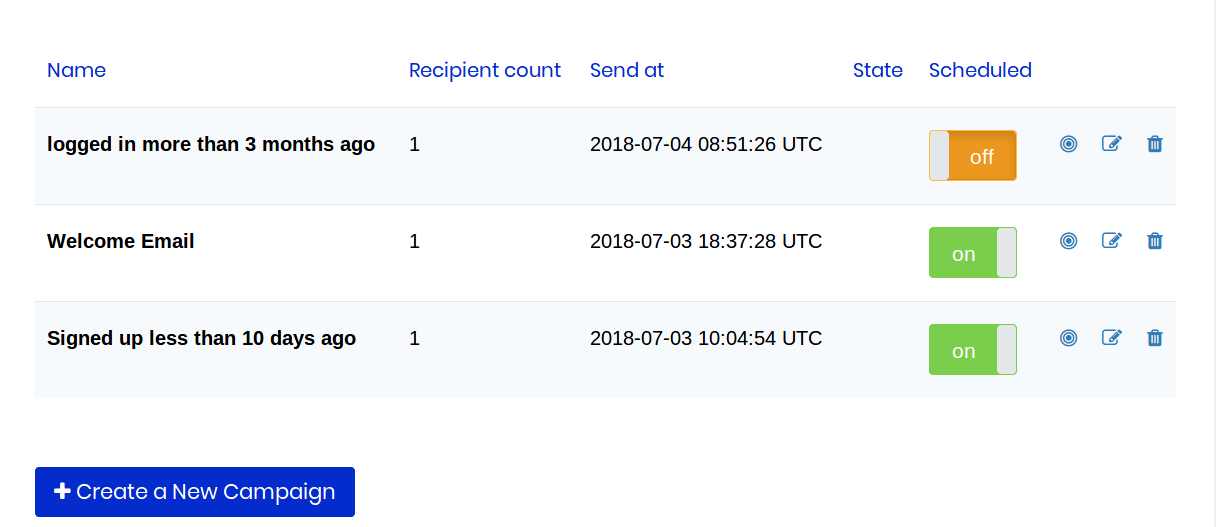 Name Recipient count Send at State Scheduled
logged in more than 3 months ago 1 2018-07-04 08:51:26 UTC off
Welcome Email 1 2018-07-03 18:37:28 UTC on
Signed up less than 10 days ago 1 2018-07-03 10:04:54 UTC on
Create a New Campaign